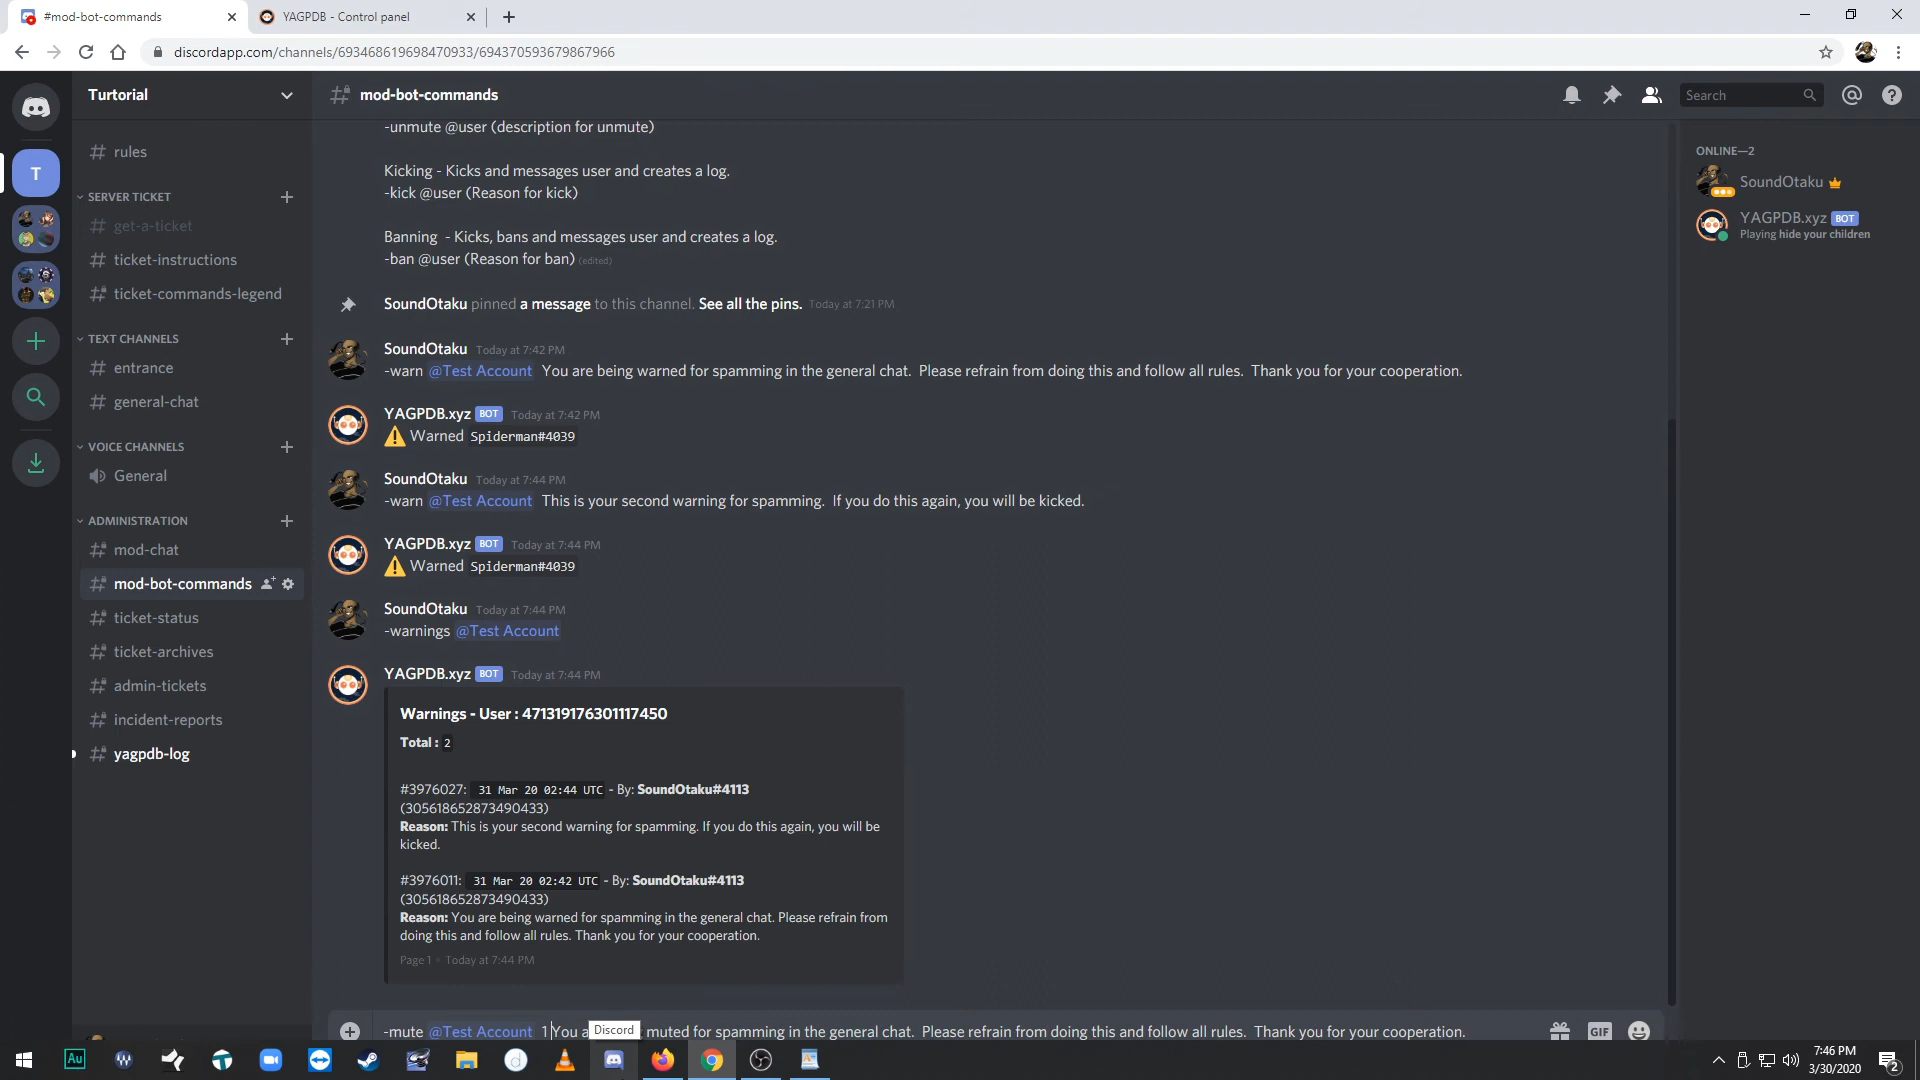 #mod-bot-commands
YAGPDB - Control panel
discordapp.com/channels/693468619698470933/694370593679867966
Turtorial
mod-bot-commands
Search
T
rules
SERVER TICKET
get-a-ticket
ticket-instructions
ticket-commands-legend
TEXT CHANNELS
entrance
general-chat
VOICE CHANNELS
General
ADMINISTRATION
mod-chat
mod-bot-commands
ticket-status
ticket-archives
admin-tickets
incident-reports
yagpdb-log
-unmute @user (description for unmute)
Kicking - Kicks and messages user and creates a log.
-kick @user (Reason for kick)
Banning - Kicks, bans and messages user and creates a log.
-ban @user (Reason for ban) (edited)
SoundOtaku pinned a message to this channel. See all the pins. Today at 7:21 PM
SoundOtaku Today at 7:42 PM
-warn @Test Account You are being warned for spamming in the general chat. Please refrain from doing this and follow all rules. Thank you for your cooperation.
YAGPDB.xyz BOT Today at 7:42 PM
Warned Spiderman#4039
SoundOtaku Today at 7:44 PM
-warn @Test Account This is your second warning for spamming. If you do this again, you will be kicked.
YAGPDB.xyz BOT Today at 7:44 PM
Warned Spiderman#4039
SoundOtaku Today at 7:44 PM
-warnings @Test Account
YAGPDB.xyz BOT Today at 7:44 PM
Warnings - User : 471319176301117450
Total : 2
#3976027: 31 Mar 20 02:44 UTC - By: SoundOtaku#4113
(305618652873490433)
Reason: This is your second warning for spamming. If you do this again, you will be
kicked.
#3976011: 31 Mar 20 02:42 UTC - By: SoundOtaku#4113
(305618652873490433)
Reason: You are being warned for spamming in the general chat. Please refrain from
doing this and follow all rules. Thank you for your cooperation.
Page 1 • Today at 7:44 PM
-mute @Test Account 1 You a muted for spamming in the general chat. Please refrain from doing this and follow all rules. Thank you for your cooperation.
Discord
GIF
ONLINE—2
SoundOtaku
YAGPDB.xyz BOT
Playing hide your children
Au
7:46 PM
3/30/2020
2